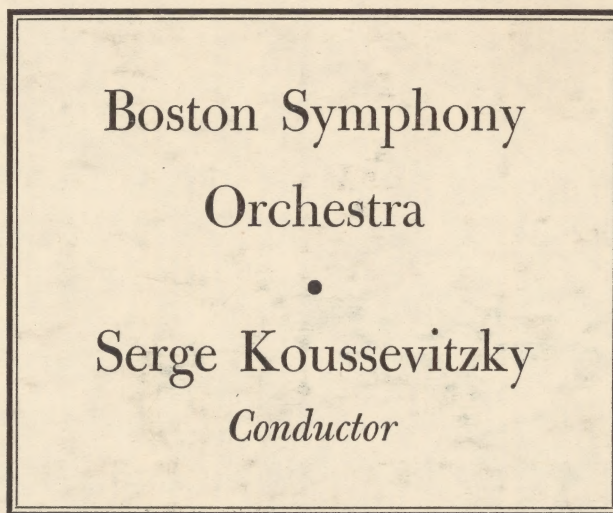 Boston Symphony
Orchestra
•
Serge Koussevitzky
Conductor